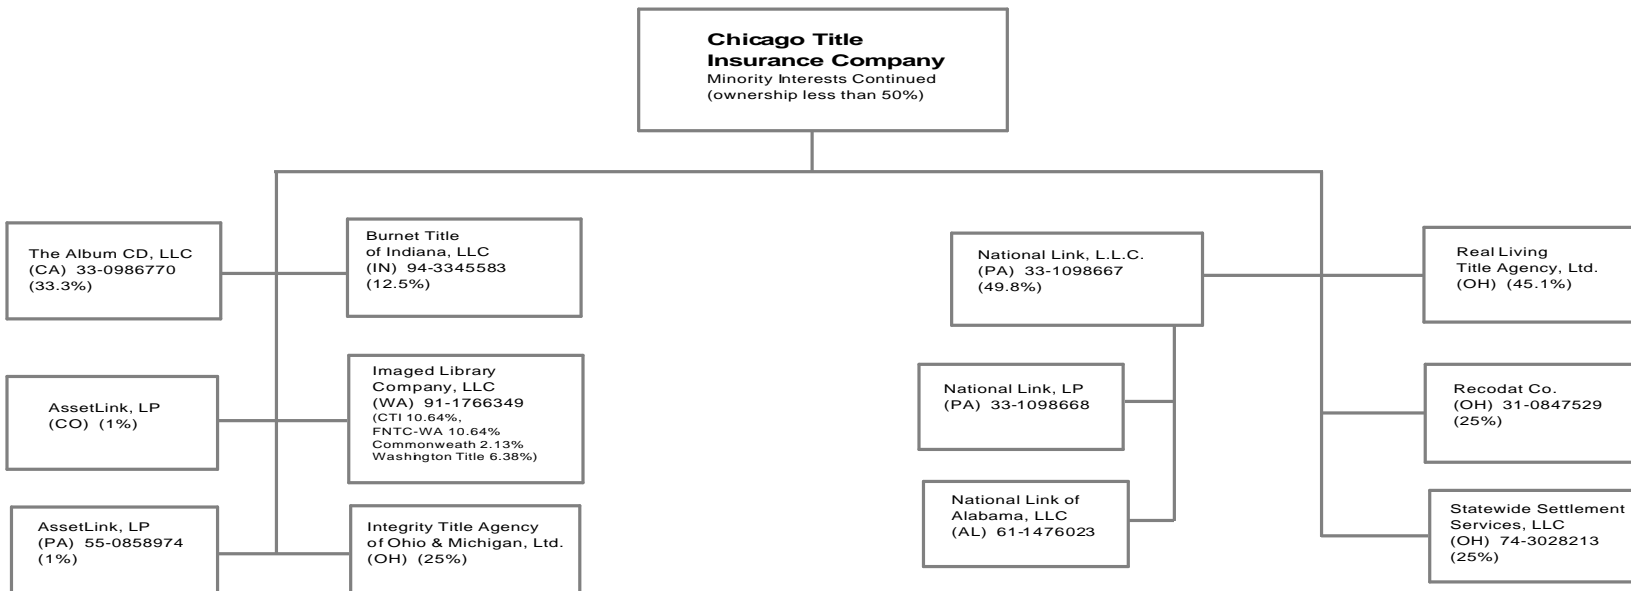 Chicago Title
Insurance Company
Minority Interests Continued
(ownership less than 50%)
The Album CD, LLC
(CA) 33-0986770
(33.3%)
Burnet Title
of Indiana, LLC
(IN) 94-3345583
(12.5%)
National Link, L.L.C.
(PA) 33-1098667
(49.8%)
Real Living
Title Agency, Ltd.
(OH) (45.1%)
AssetLink, LP
(CO) (1%)
Imaged Library
Company, LLC
(WA) 91-1766349
(CTI 10.64%,
FNTC-WA 10.64%
Commonweath 2.13%
Washington Title 6.38%)
National Link, LP
(PA) 33-1098668
Recodat Co.
(OH) 31-0847529
(25%)
AssetLink, LP
(PA) 55-0858974
(1%)
Integrity Title Agency
of Ohio & Michigan, Ltd.
(OH) (25%)
National Link of
Alabama, LLC
(AL) 61-1476023
Statewide Settlement
Services, LLC
(OH) 74-3028213
(25%)